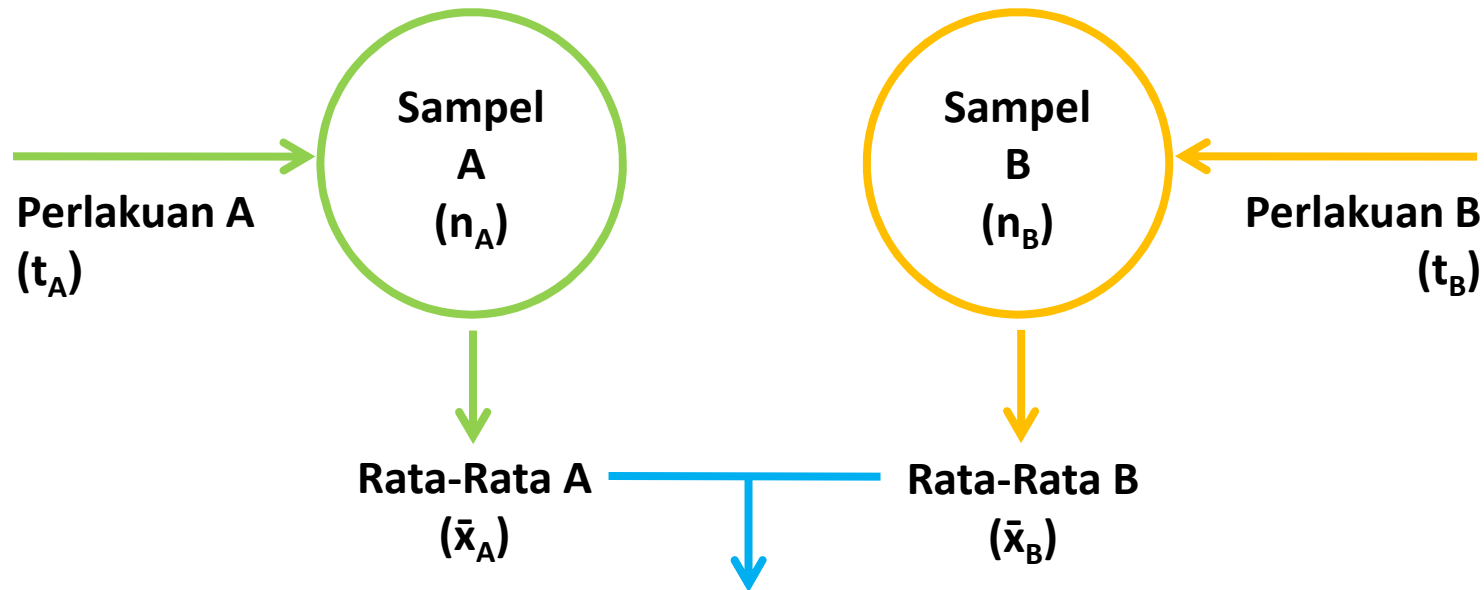 Sampel
A
(nA)
Sampel
B
(nB)
Perlakuan A
(tA)
Perlakuan B
(tB)
Rata-Rata A
(x̄A)
Rata-Rata B
(x̄B)